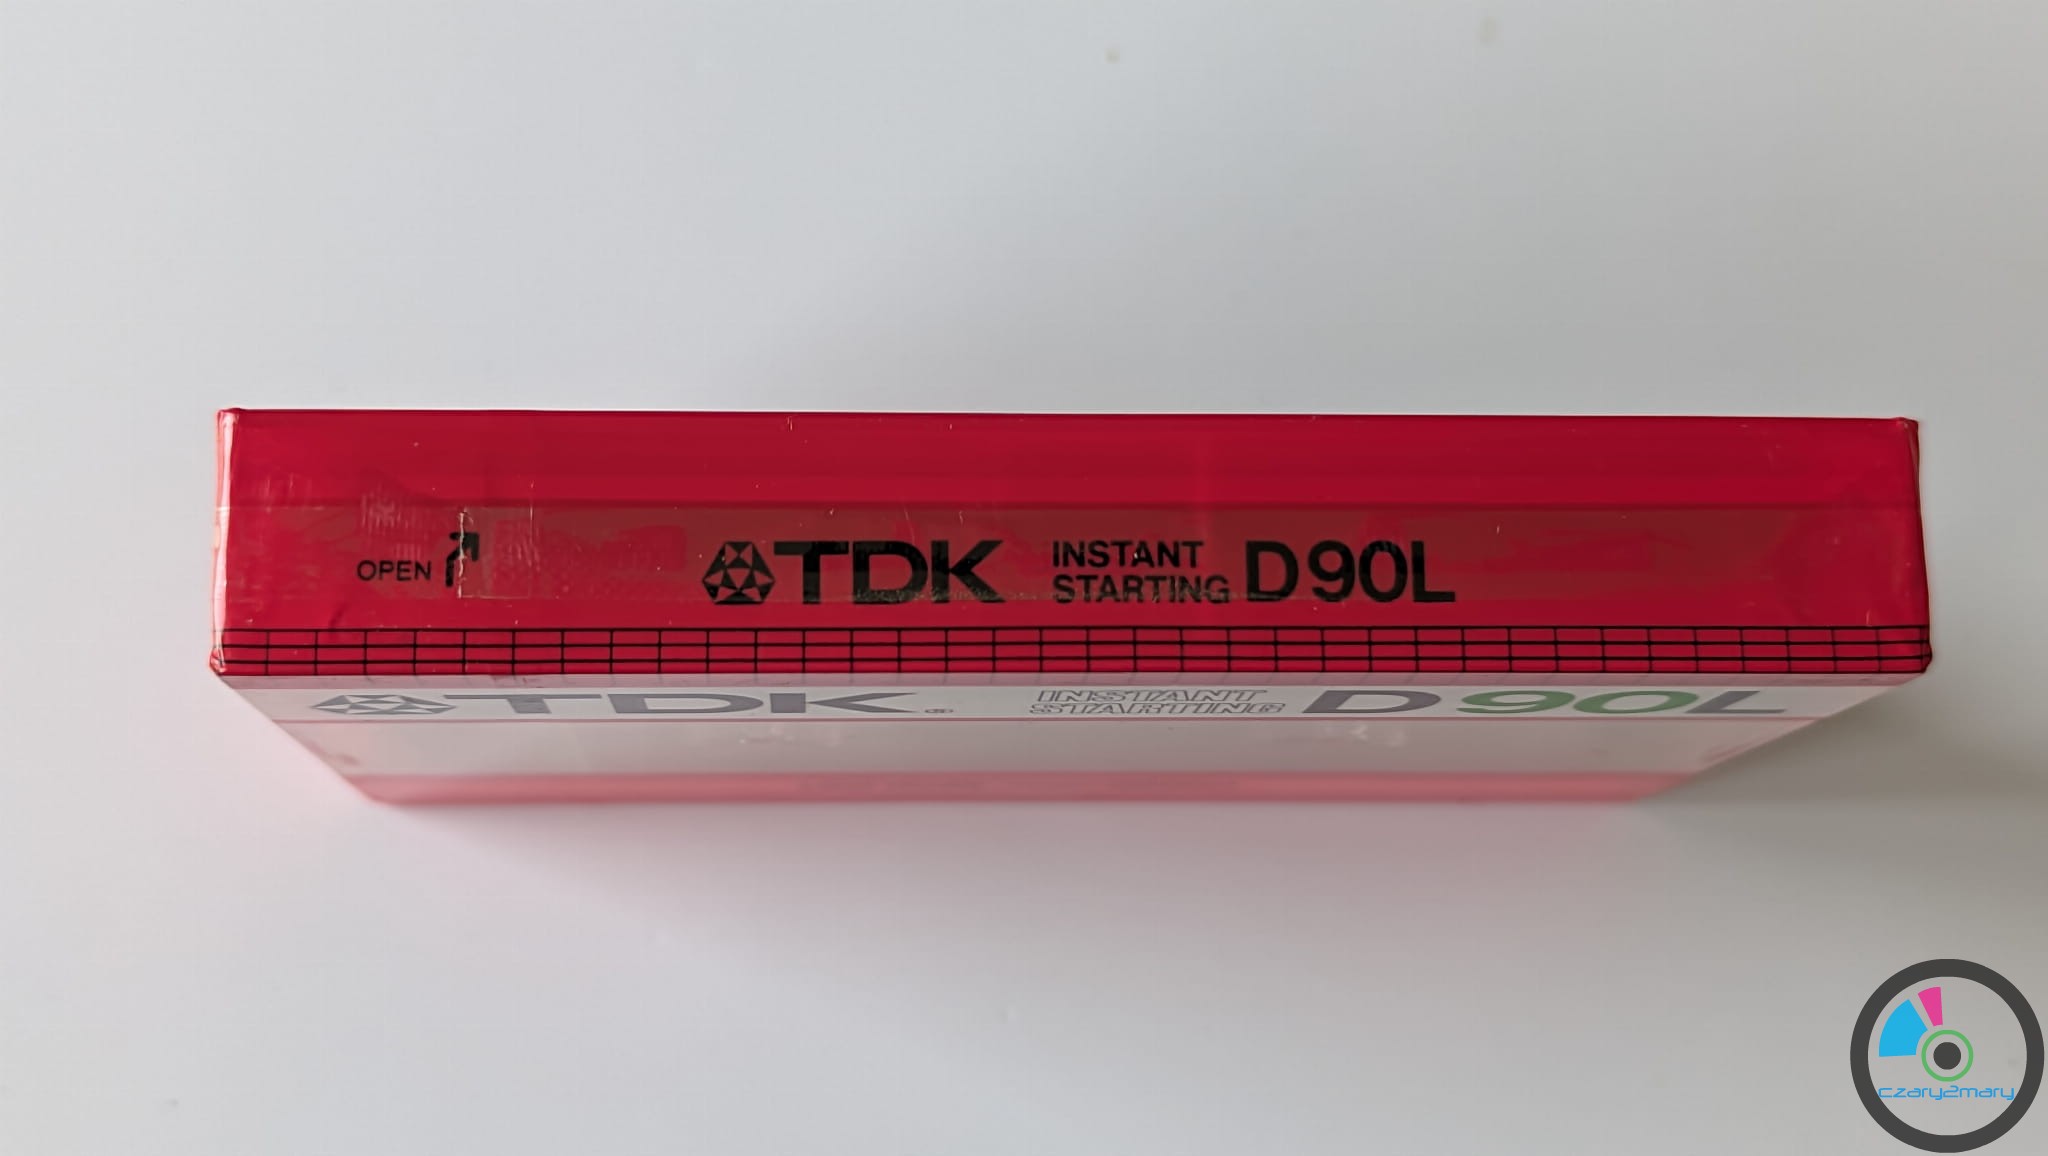 OPEN
TDK INSTANT STARTING D90L
TDK® INSTANT STARTING D90L
czary2mary